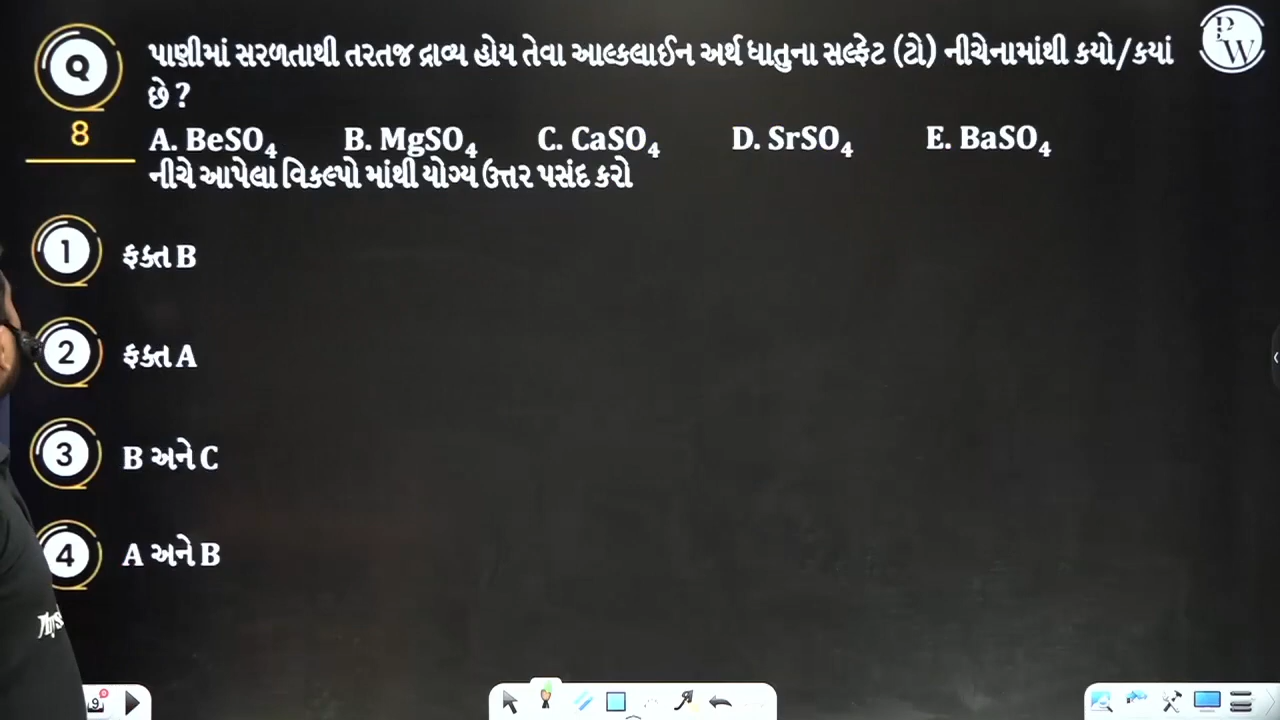 Q
8
પાણીમાં સરળતાથી તરતજ દ્રાવ્ય હોય તેવા આલ્કલાઈન અર્થ ધાતુના સલ્ફેટ (ટો) નીચેનામાંથી કયો/કયાં
છે ?
A. BeSO₄ B. MgSO₄ C. CaSO₄ D. SrSO₄ E. BaSO₄
નીચે આપેલા વિકલ્પો માંથી યોગ્ય ઉત્તર પસંદ કરો
1 ફક્ત B
2 ફક્ત A
3 B અને C
4 A અને B
PW